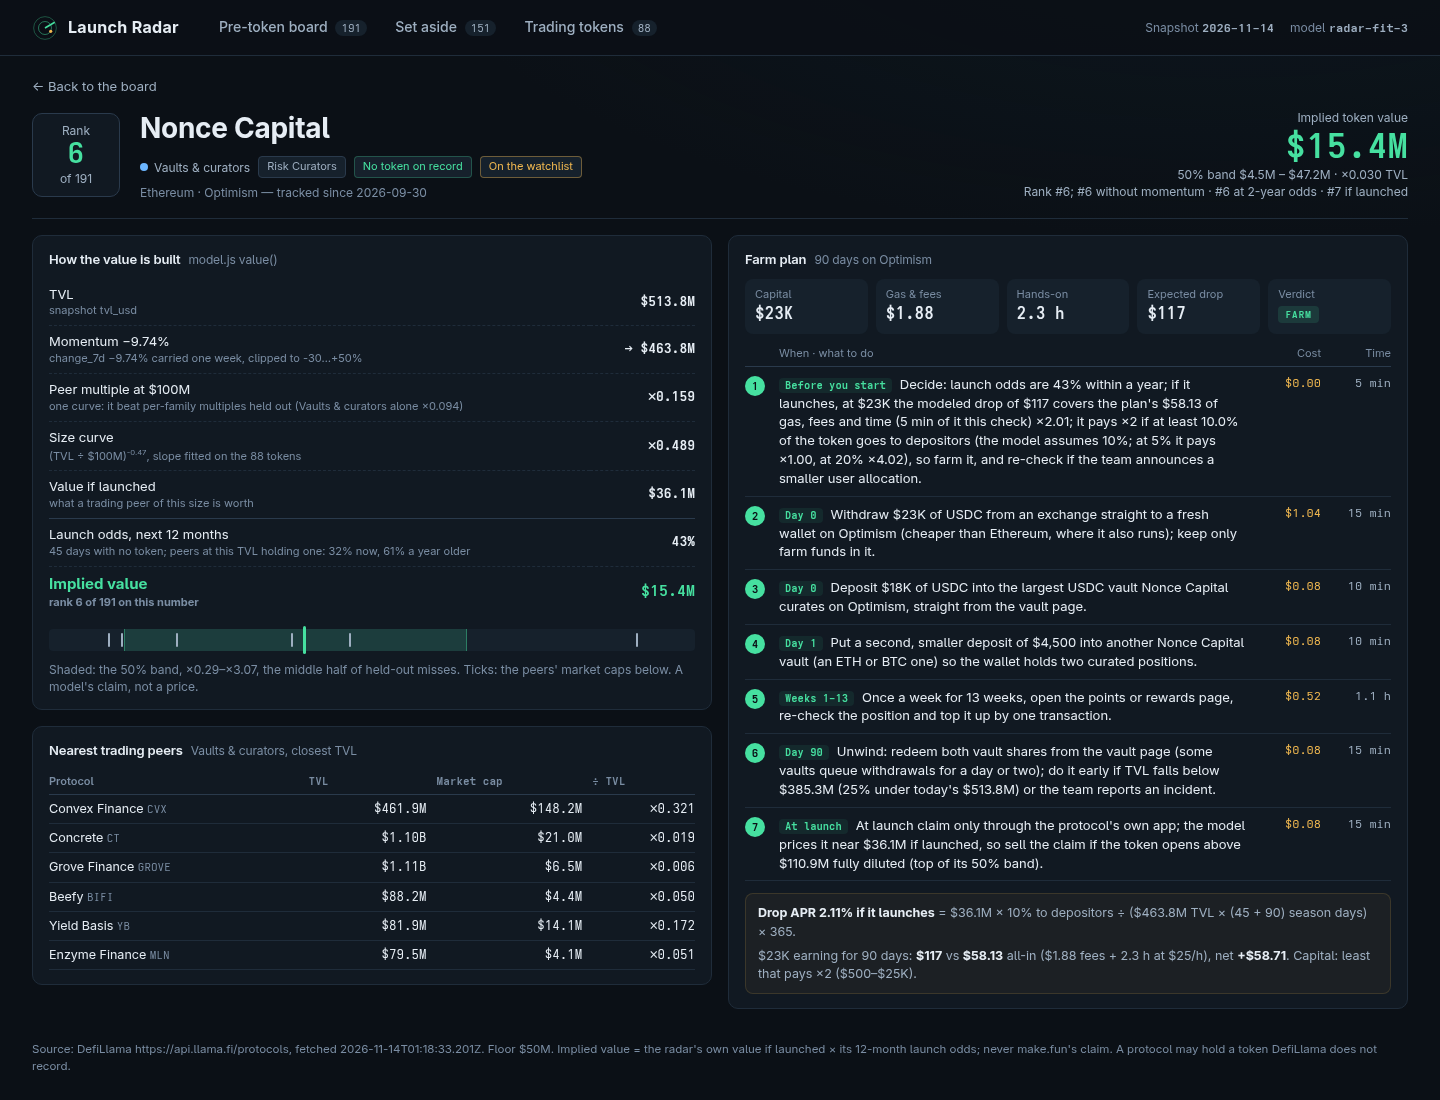 Launch Radar
Pre-token board 191
Set aside 151
Trading tokens 88
Snapshot 2026-11-14 model radar-fit-3
← Back to the board
Rank
6
of 191
Nonce Capital
Vaults & curators Risk Curators No token on record On the watchlist
Ethereum · Optimism — tracked since 2026-09-30
Implied token value
$15.4M
50% band $4.5M – $47.2M · ×0.030 TVL
Rank #6; #6 without momentum · #6 at 2-year odds · #7 if launched
How the value is built model.js value()
TVL
snapshot tvl_usd
$513.8M
Momentum −9.74%
change_7d −9.74% carried one week, clipped to -30…+50%
→ $463.8M
Peer multiple at $100M
one curve: it beat per-family multiples held out (Vaults & curators alone ×0.094)
×0.159
Size curve
(TVL ÷ $100M)⁻⁰·⁴⁷, slope fitted on the 88 tokens
×0.489
Value if launched
what a trading peer of this size is worth
$36.1M
Launch odds, next 12 months
45 days with no token; peers at this TVL holding one: 32% now, 61% a year older
43%
Implied value
rank 6 of 191 on this number
$15.4M
Shaded: the 50% band, ×0.29–×3.07, the middle half of held-out misses. Ticks: the peers' market caps below. A
model's claim, not a price.
Nearest trading peers Vaults & curators, closest TVL
Protocol TVL Market cap ÷ TVL
Convex Finance CVX $461.9M $148.2M ×0.321
Concrete CT $1.10B $21.0M ×0.019
Grove Finance GROVE $1.11B $6.5M ×0.006
Beefy BIFI $88.2M $4.4M ×0.050
Yield Basis YB $81.9M $14.1M ×0.172
Enzyme Finance MLN $79.5M $4.1M ×0.051
Farm plan 90 days on Optimism
Capital
$23K
Gas & fees
$1.88
Hands-on
2.3 h
Expected drop
$117
Verdict
FARM
When · what to do Cost Time
1 Before you start Decide: launch odds are 43% within a year; if it $0.00 5 min
launches, at $23K the modeled drop of $117 covers the plan's $58.13 of
gas, fees and time (5 min of it this check) ×2.01; it pays ×2 if at least 10.0%
of the token goes to depositors (the model assumes 10%; at 5% it pays
×1.00, at 20% ×4.02), so farm it, and re-check if the team announces a
smaller user allocation.
2 Day 0 Withdraw $23K of USDC from an exchange straight to a fresh $1.04 15 min
wallet on Optimism (cheaper than Ethereum, where it also runs); keep only
farm funds in it.
3 Day 0 Deposit $18K of USDC into the largest USDC vault Nonce Capital $0.08 10 min
curates on Optimism, straight from the vault page.
4 Day 1 Put a second, smaller deposit of $4,500 into another Nonce Capital $0.08 10 min
vault (an ETH or BTC one) so the wallet holds two curated positions.
5 Weeks 1–13 Once a week for 13 weeks, open the points or rewards page, $0.52 1.1 h
re-check the position and top it up by one transaction.
6 Day 90 Unwind: redeem both vault shares from the vault page (some $0.08 15 min
vaults queue withdrawals for a day or two); do it early if TVL falls below
$385.3M (25% under today's $513.8M) or the team reports an incident.
7 At launch At launch claim only through the protocol's own app; the model $0.08 15 min
prices it near $36.1M if launched, so sell the claim if the token opens above
$110.9M fully diluted (top of its 50% band).
Drop APR 2.11% if it launches = $36.1M × 10% to depositors ÷ ($463.8M TVL × (45 + 90) season days)
× 365.
$23K earning for 90 days: $117 vs $58.13 all-in ($1.88 fees + 2.3 h at $25/h), net +$58.71. Capital: least
that pays ×2 ($500–$25K).
Source: DefiLlama https://api.llama.fi/protocols, fetched 2026-11-14T01:18:33.201Z. Floor $50M. Implied value = the radar's own value if launched × its 12-month launch odds; never make.fun's claim. A protocol may hold a token DefiLlama does not
record.